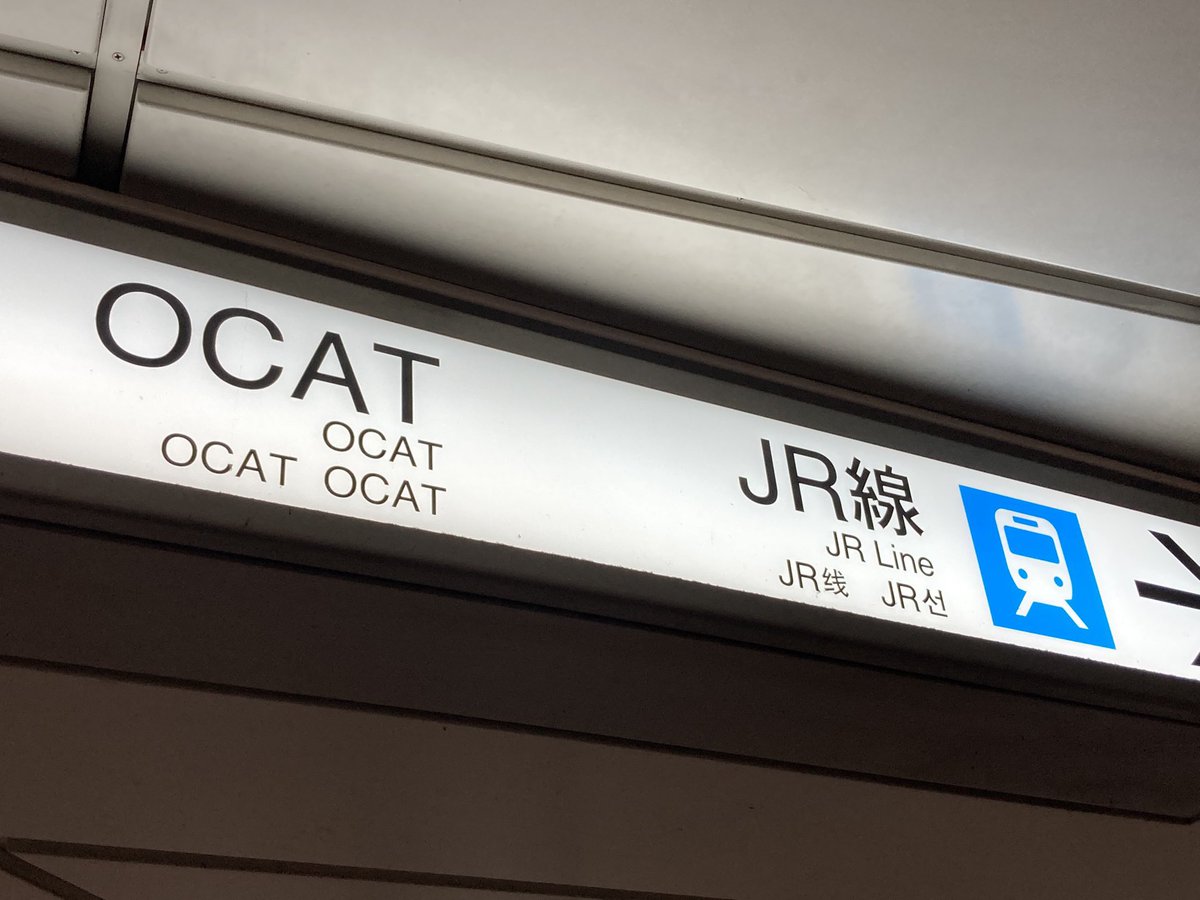 OCAT
OCAT
OCAT OCAT
JR線
JR Line
JR线 JR선